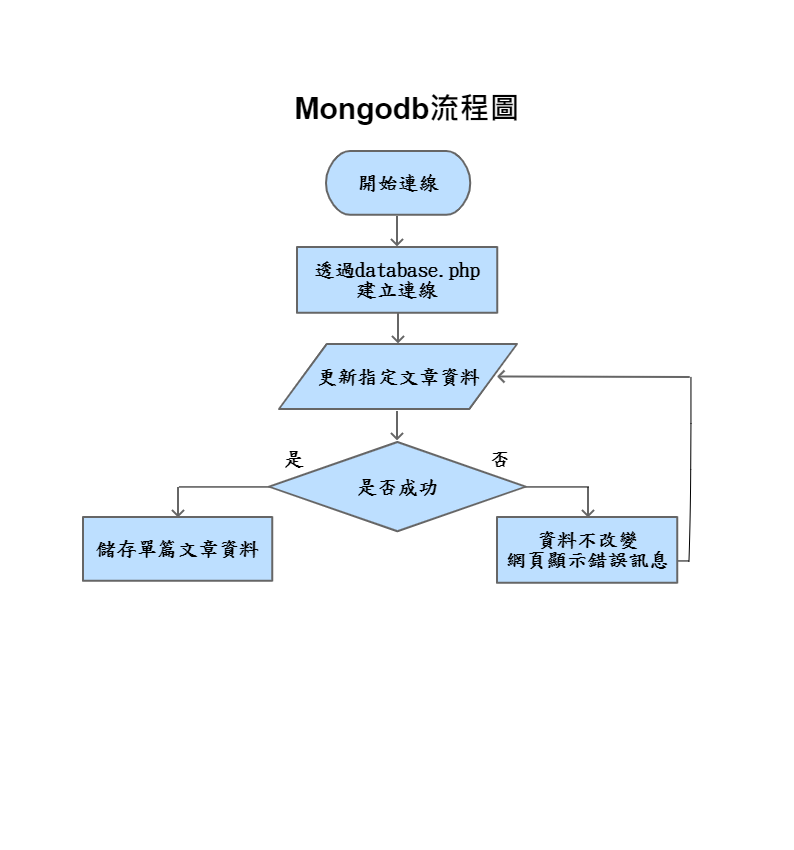 Mongodb流程圖
開始連線
透過database.php
建立連線
更新指定文章資料
是
否
是否成功
儲存單篇文章資料
資料不改變
網頁顯示錯誤訊息